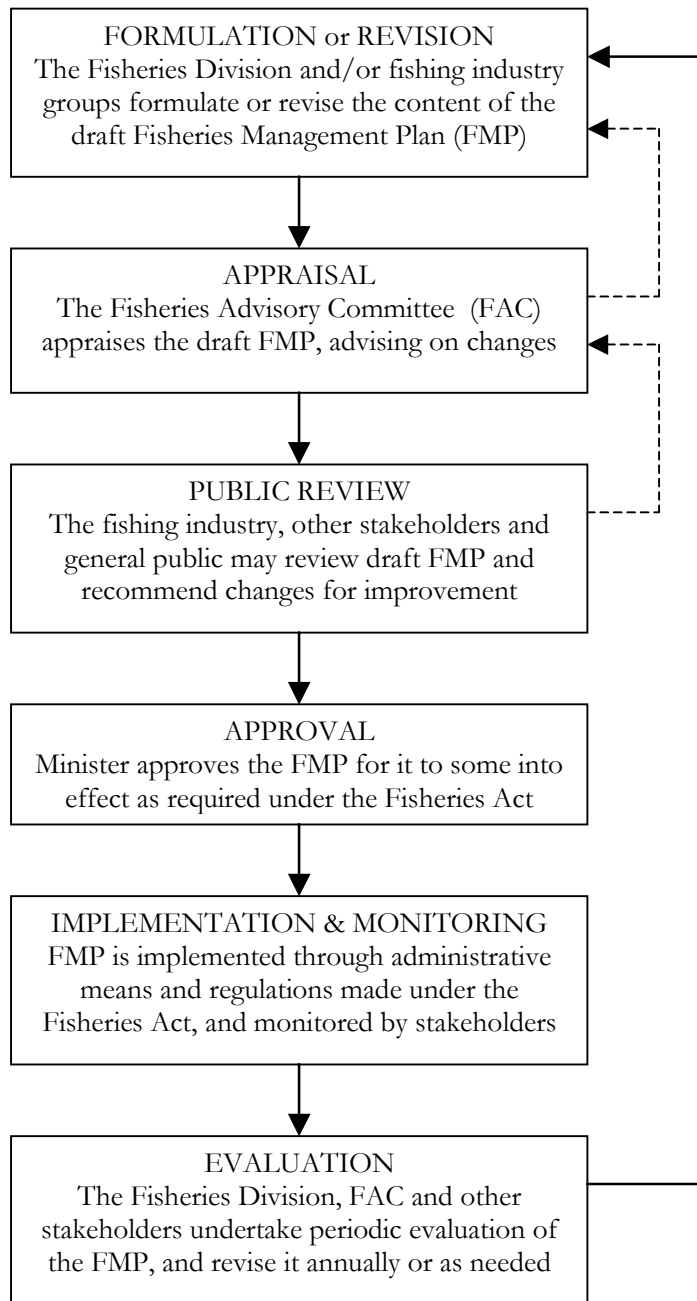 FORMULATION or REVISION
The Fisheries Division and/or fishing industry
groups formulate or revise the content of the
draft Fisheries Management Plan (FMP)
APPRAISAL
The Fisheries Advisory Committee  (FAC)
appraises the draft FMP, advising on changes
PUBLIC REVIEW
The fishing industry, other stakeholders and
general public may review draft FMP and
recommend changes for improvement
APPROVAL
Minister approves the FMP for it to some into
effect as required under the Fisheries Act
IMPLEMENTATION & MONITORING
FMP is implemented through administrative
means and regulations made under the
Fisheries Act, and monitored by stakeholders
EVALUATION
The Fisheries Division, FAC and other
stakeholders undertake periodic evaluation of
the FMP, and revise it annually or as needed